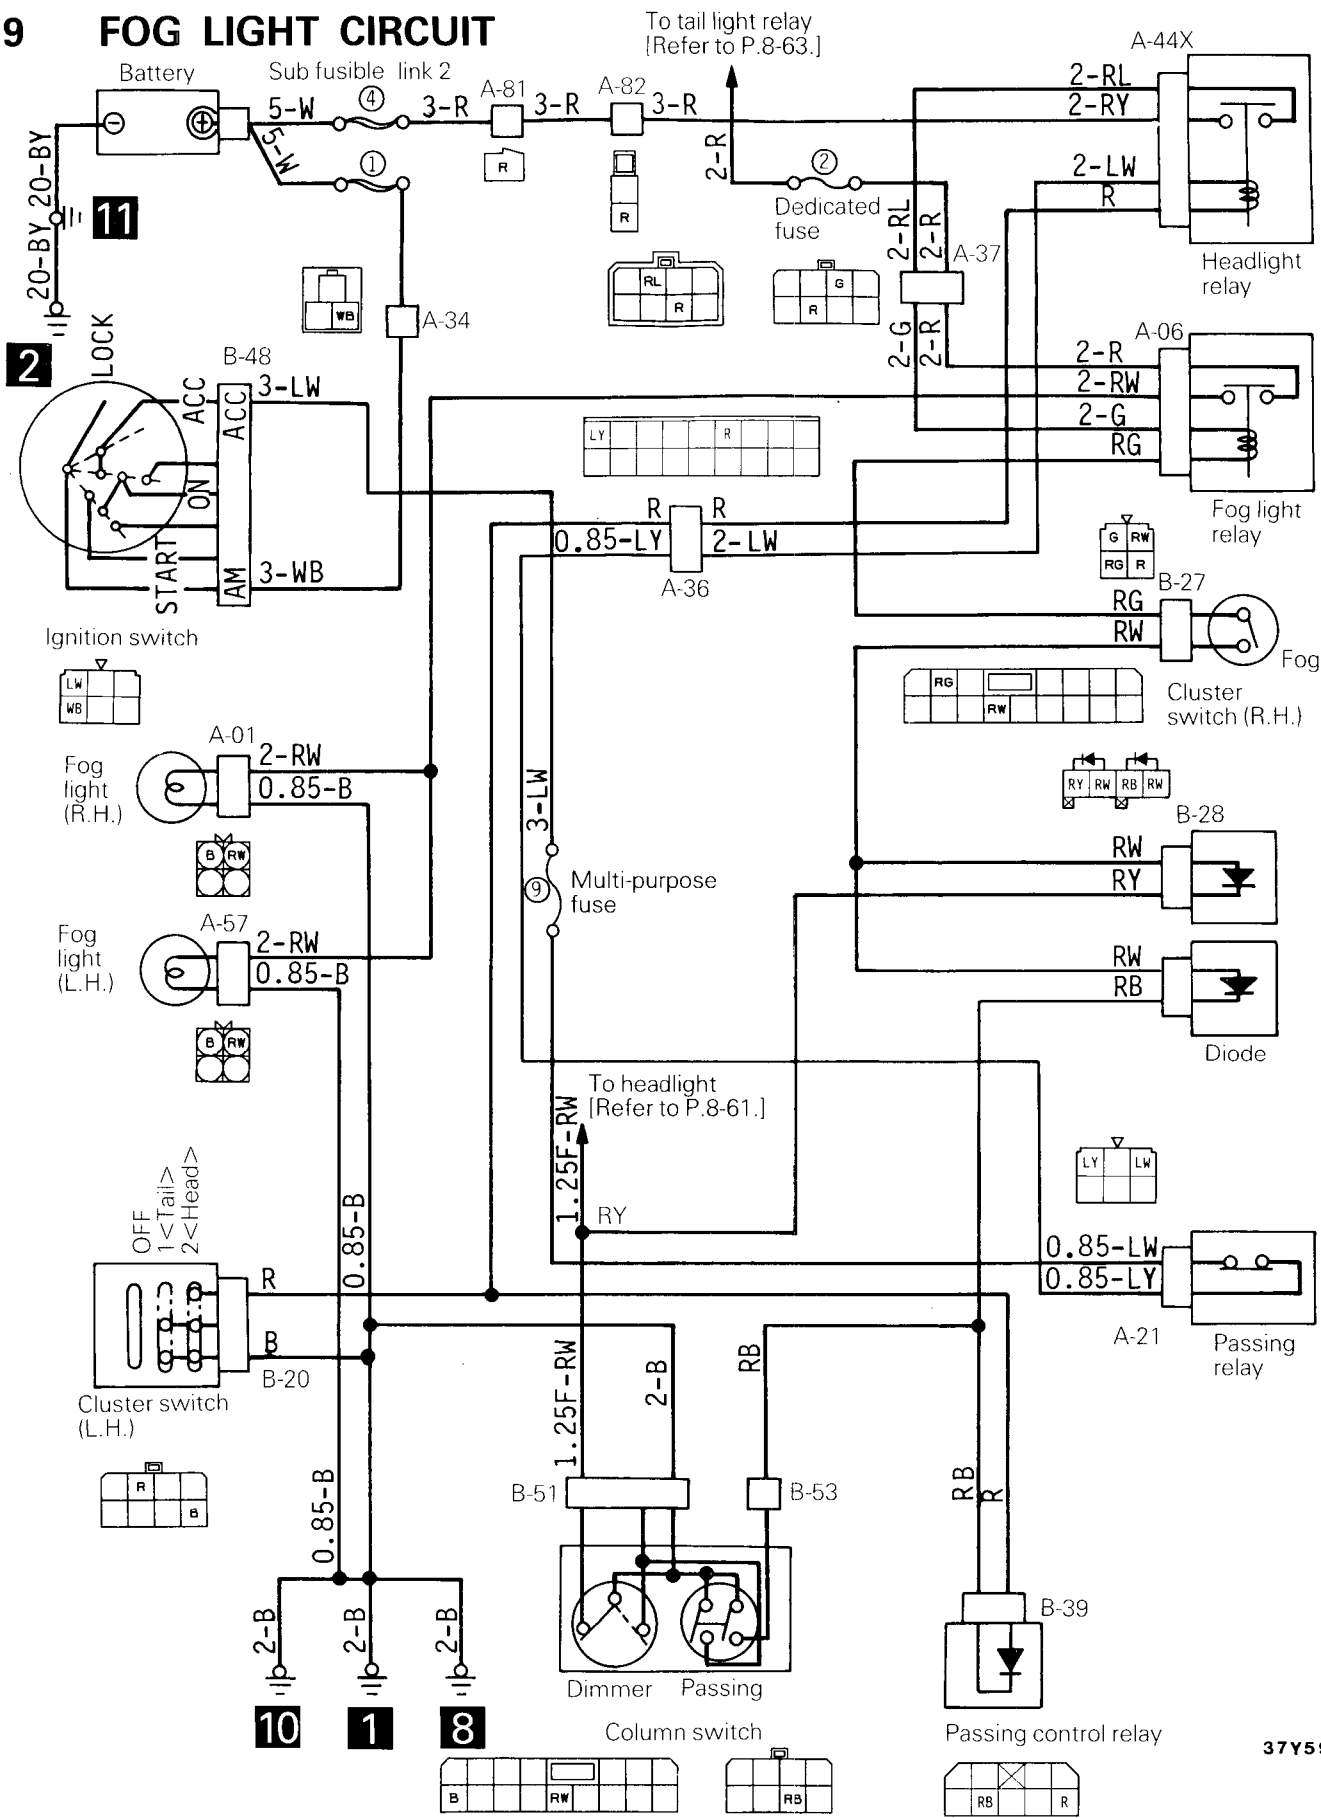 9 FOG LIGHT CIRCUIT
To tail light relay
[Refer to P.8-63.]
A-44X
Battery
Sub fusible link 2
5-W
4
3-R
A-81
3-R
A-82
3-R
2-RL
2-RY
5-W
1
R
R
2-R
2
Dedicated
fuse
2-LW
R
20-BY
20-BY
11
2-RL
2-R
A-37
Headlight
relay
WB
RL
R
G
R
A-34
2-G
2-R
A-06
2
LOCK
B-48
ACC
ACC
3-LW
2-R
2-RW
2-G
RG
LY
R
ON
START
AM
3-WB
R
0.85-LY
R
2-LW
A-36
Fog light
relay
G
RW
RG
R
B-27
RG
RW
Fog
Ignition switch
LW
WB
RG
RW
Cluster
switch (R.H.)
A-01
Fog
light
(R.H.)
2-RW
0.85-B
B
RW
3-LW
9
Multi-purpose
fuse
RY
RW
RB
RW
B-28
RW
RY
A-57
Fog
light
(L.H.)
2-RW
0.85-B
B
RW
RW
RB
Diode
To headlight
[Refer to P.8-61.]
1.25F-RW
RY
LY
LW
OFF
1<Tail>
2<Head>
0.85-B
0.85-LW
0.85-LY
R
B
B-20
A-21
Passing
relay
Cluster switch
(L.H.)
R
B
1.25F-RW
2-B
RB
0.85-B
B-51
B-53
RB
R
B-39
2-B
2-B
2-B
10
1
8
Dimmer
Passing
Column switch
Passing control relay
37Y59
B
RW
RB
RB
R